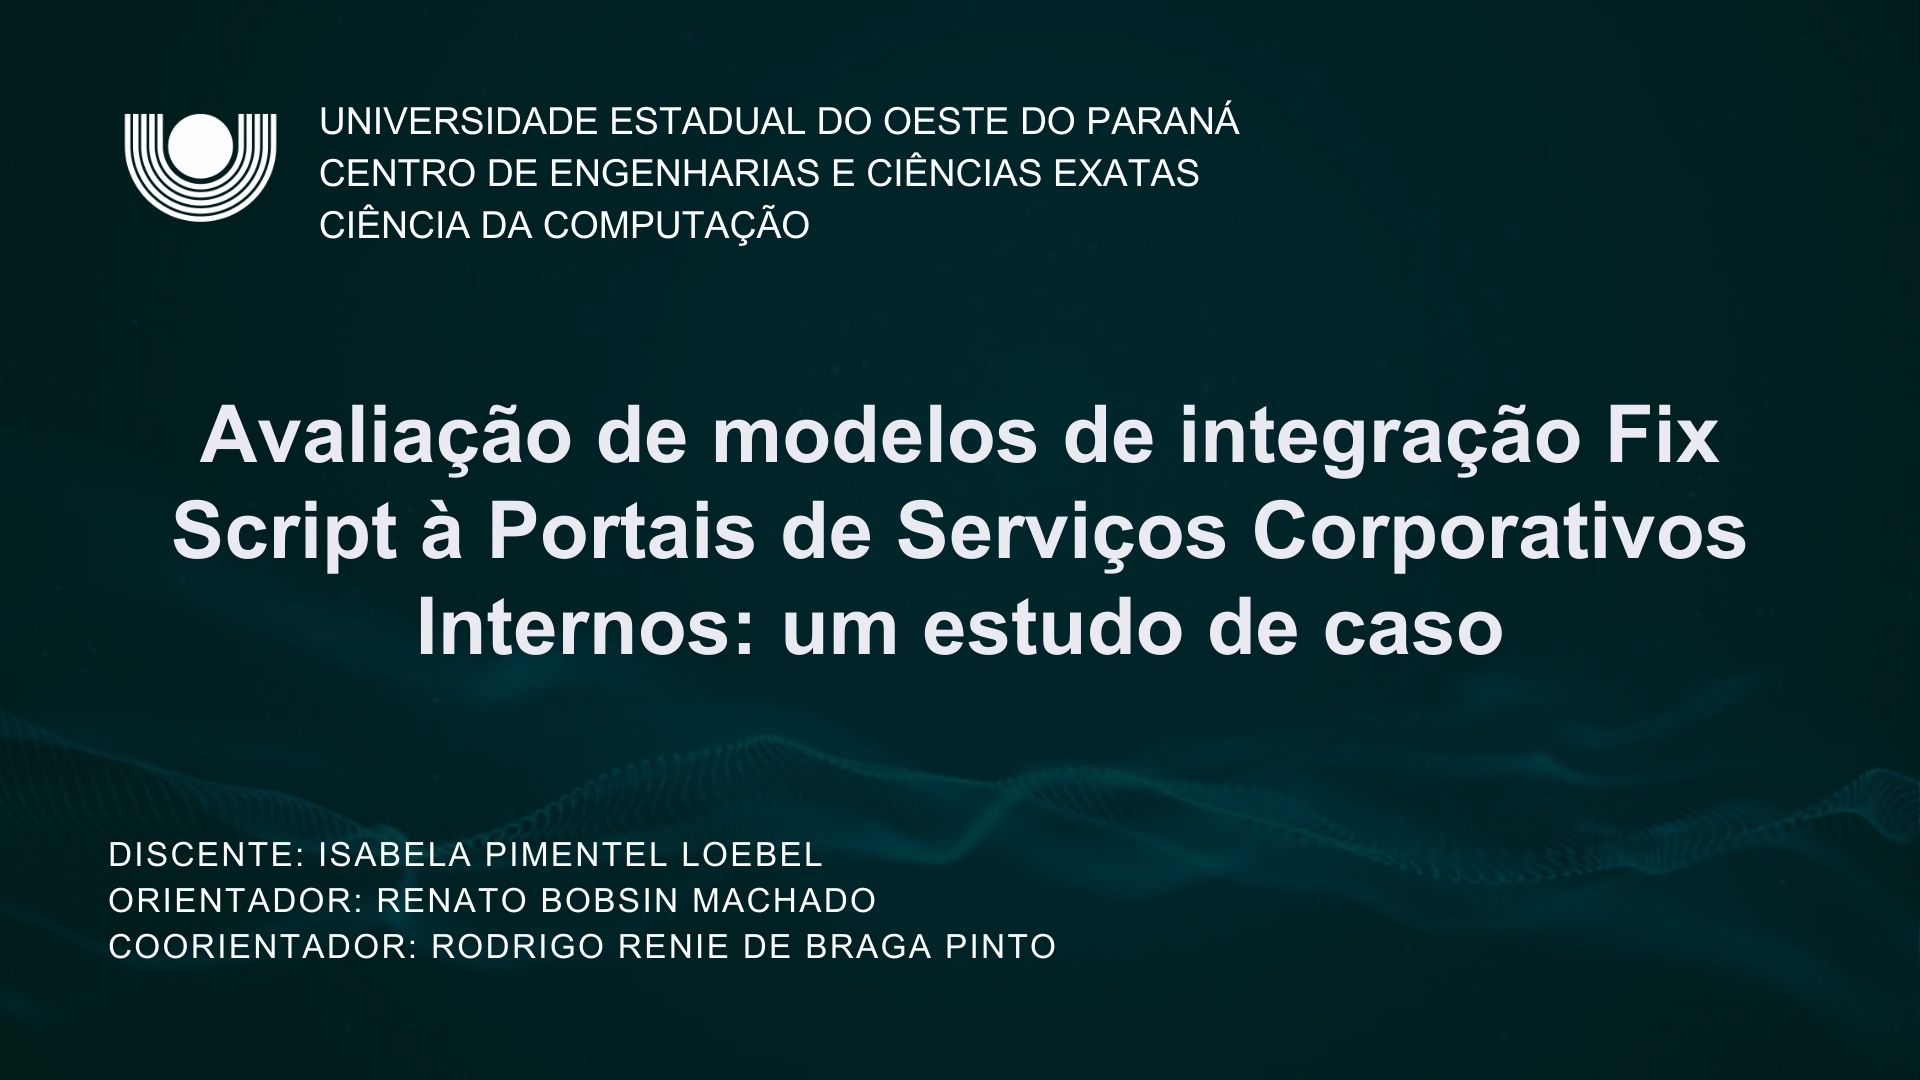 UNIVERSIDADE ESTADUAL DO OESTE DO PARANÁ
CENTRO DE ENGENHARIAS E CIÊNCIAS EXATAS
CIÊNCIA DA COMPUTAÇÃO
Avaliação de modelos de integração Fix
Script à Portais de Serviços Corporativos
Internos: um estudo de caso
DISCENTE: ISABELA PIMENTEL LOEBEL
ORIENTADOR: RENATO BOBSIN MACHADO
COORIENTADOR: RODRIGO RENIE DE BRAGA PINTO